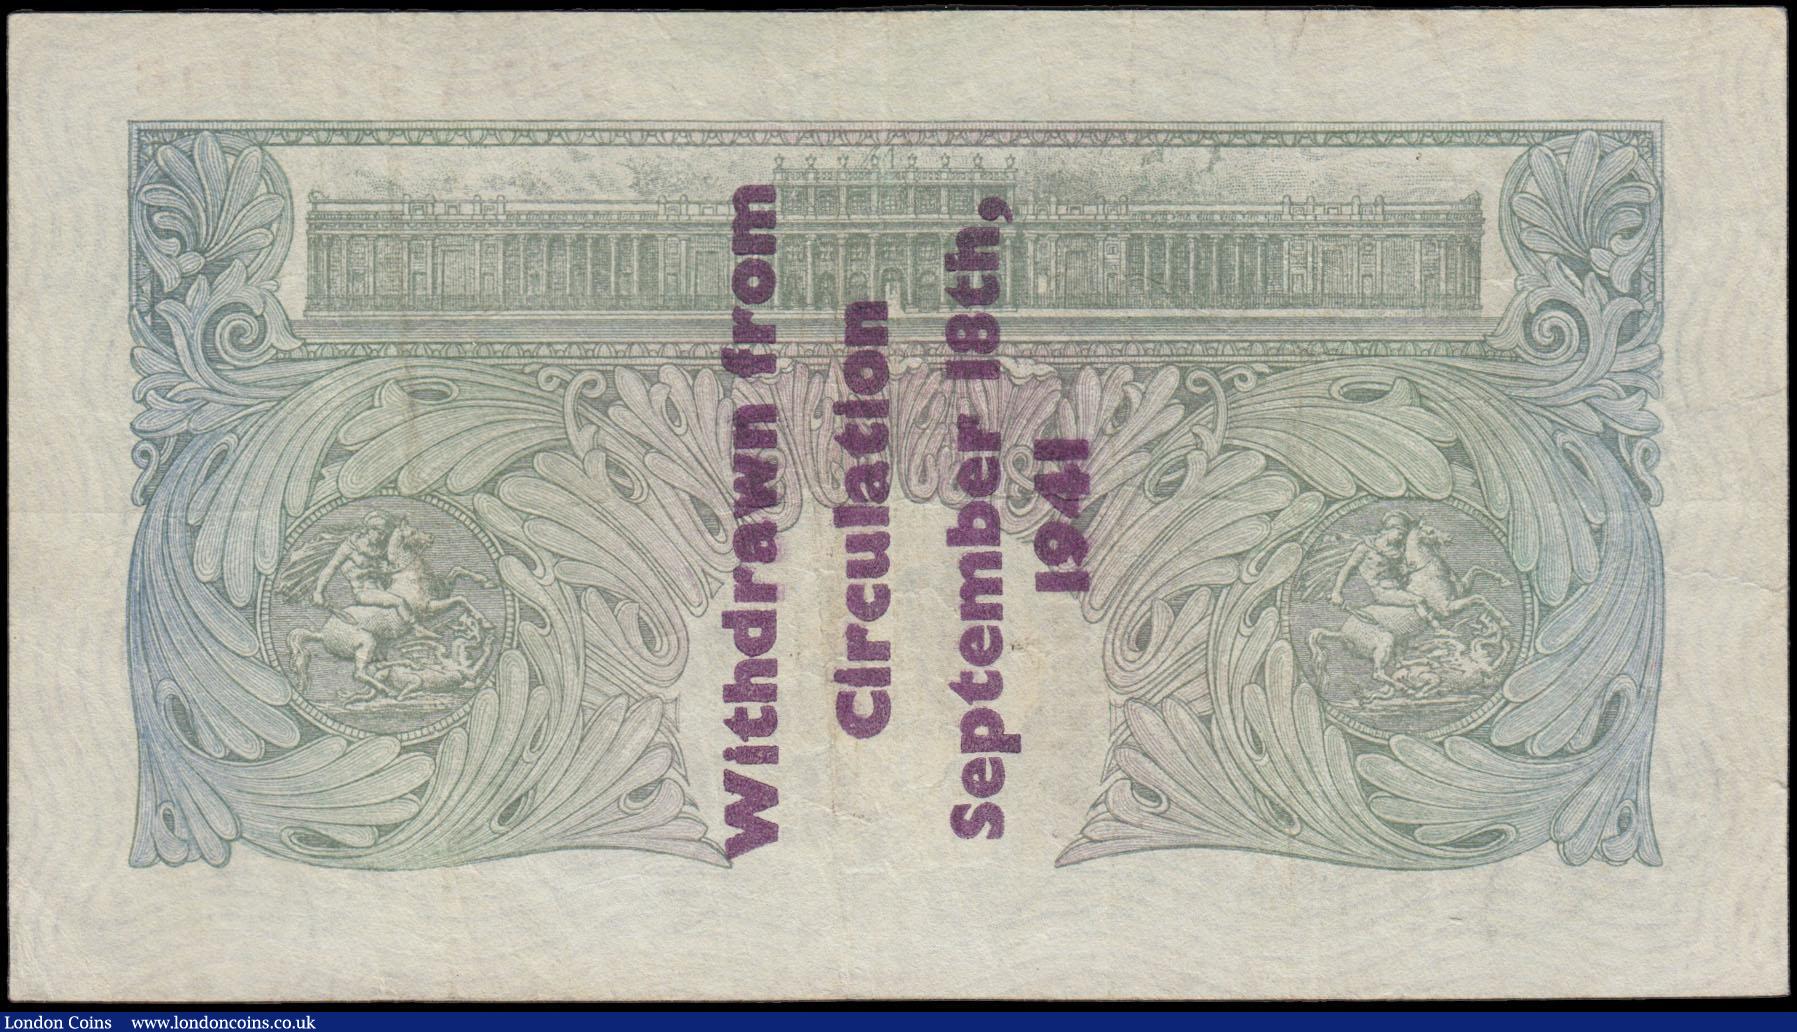 Withdrawn from
Circulation
September 18th,
1941
London Coins www.londoncoins.co.uk